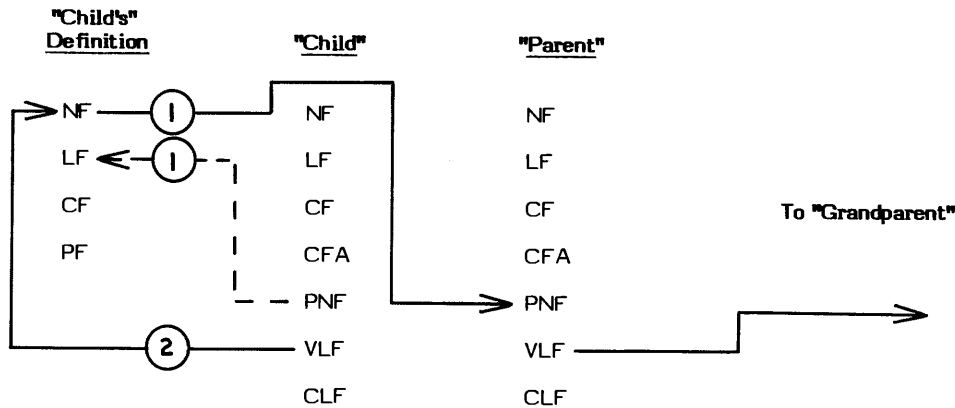 "Child's"
Definition
"Child"
"Parent"
NF
1
NF
NF
LF
1
LF
LF
CF
CF
CF
To "Grandparent"
PF
CFA
CFA
PNF
PNF
2
VLF
VLF
CLF
CLF